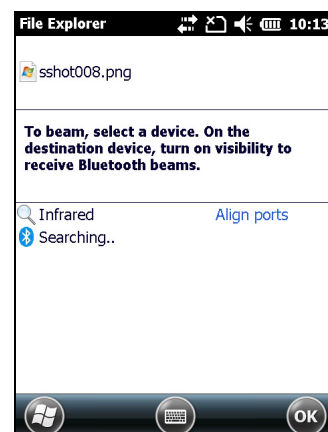 File Explorer 10:13
sshot008.png
To beam, select a device. On the
destination device, turn on visibility to
receive Bluetooth beams.
Infrared Align ports
Searching..
OK